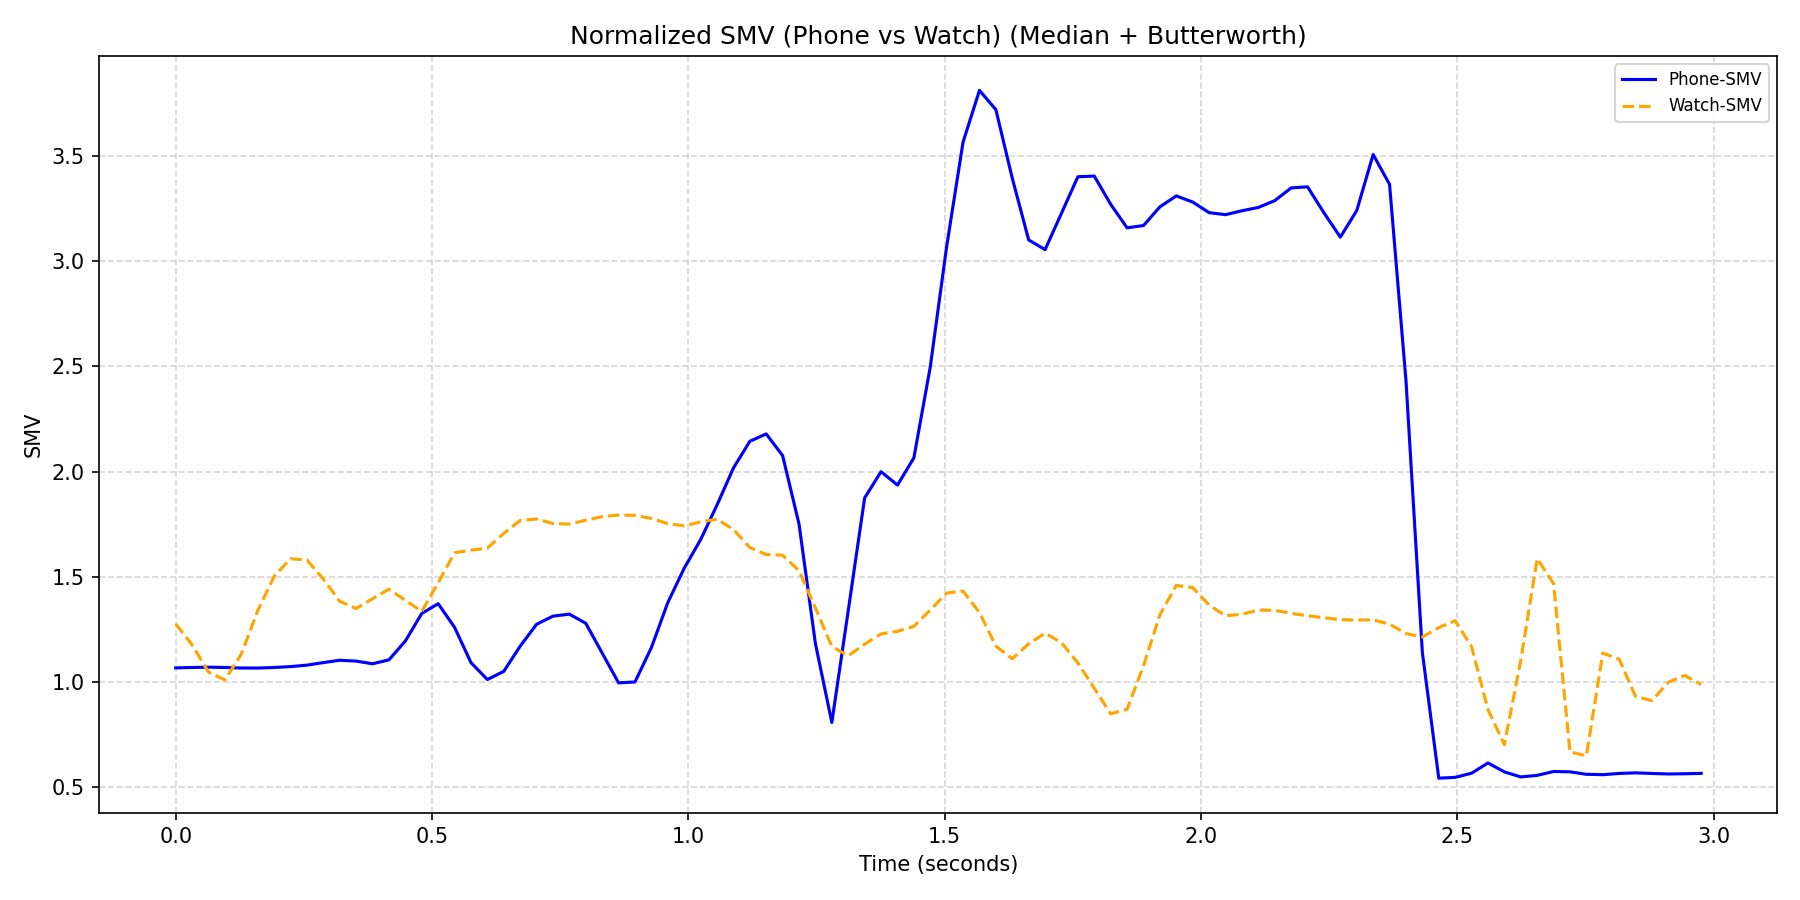 Normalized SMV (Phone vs Watch) (Median + Butterworth)
Phone-SMV
Watch-SMV
SMV
3.5
3.0
2.5
2.0
1.5
1.0
0.5
0.0 0.5 1.0 1.5 2.0 2.5 3.0
Time (seconds)